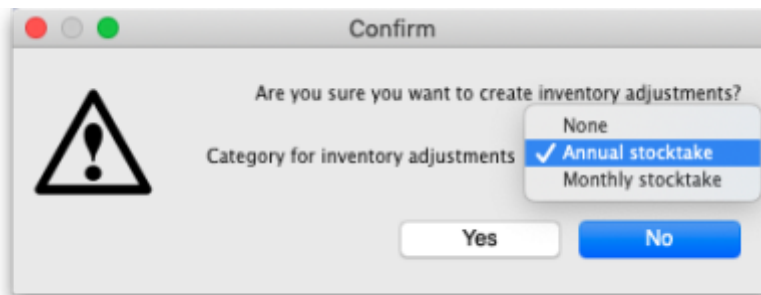 Confirm
Are you sure you want to create inventory adjustments?
None
Category for inventory adjustments ✓ Annual stocktake
Monthly stocktake
Yes No